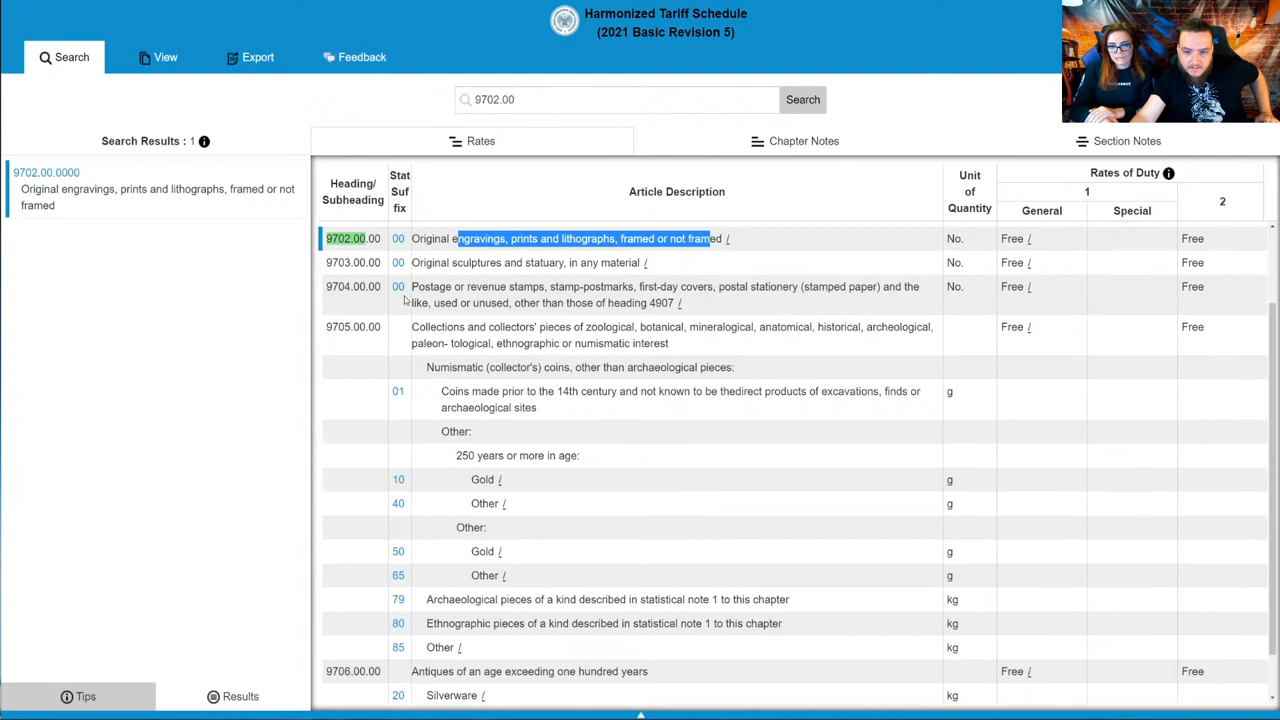 Harmonized Tariff Schedule
(2021 Basic Revision 5)
Search
View
Export
Feedback
9702.00
Search
Search Results : 1
Rates
Chapter Notes
Section Notes
9702.00.0000
Original engravings, prints and lithographs, framed or not
framed
Heading/
Subheading
Stat
Suf
fix
Article Description
Unit
of
Quantity
Rates of Duty
1
2
General
Special
9702.00.00 00 Original engravings, prints and lithographs, framed or not framed / No. Free / Free
9703.00.00 00 Original sculptures and statuary, in any material / No. Free / Free
9704.00.00 00 Postage or revenue stamps, stamp-postmarks, first-day covers, postal stationery (stamped paper) and the No. Free / Free
like, used or unused, other than those of heading 4907 /
9705.00.00 Collections and collectors' pieces of zoological, botanical, mineralogical, anatomical, historical, archeological, Free / Free
paleon- tological, ethnographic or numismatic interest
Numismatic (collector's) coins, other than archaeological pieces:
01 Coins made prior to the 14th century and not known to be thedirect products of excavations, finds or g
archaeological sites
Other:
250 years or more in age:
10 Gold / g
40 Other / g
Other:
50 Gold / g
65 Other / g
79 Archaeological pieces of a kind described in statistical note 1 to this chapter kg
80 Ethnographic pieces of a kind described in statistical note 1 to this chapter kg
85 Other / kg
9706.00.00 Antiques of an age exceeding one hundred years Free / Free
20 Silverware / kg
Tips
Results